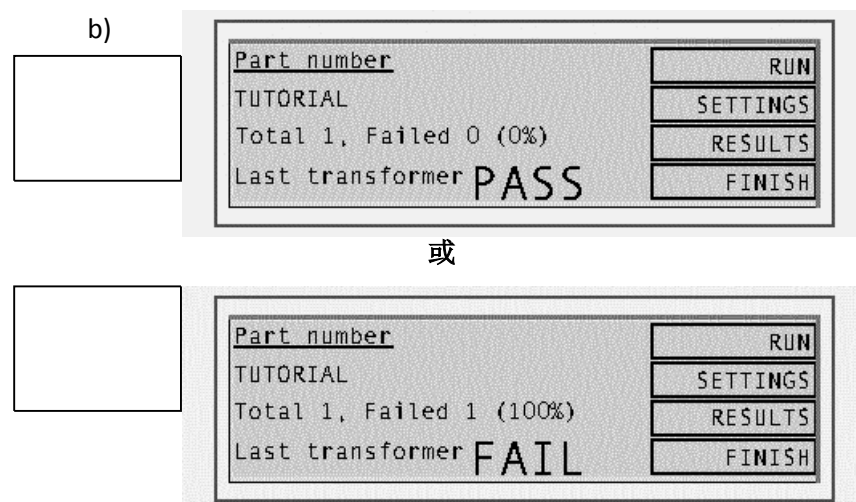 b)
Part number RUN
TUTORIAL SETTINGS
Total 1, Failed 0 (0%) RESULTS
Last transformer PASS FINISH
或
Part number RUN
TUTORIAL SETTINGS
Total 1, Failed 1 (100%) RESULTS
Last transformer FAIL FINISH